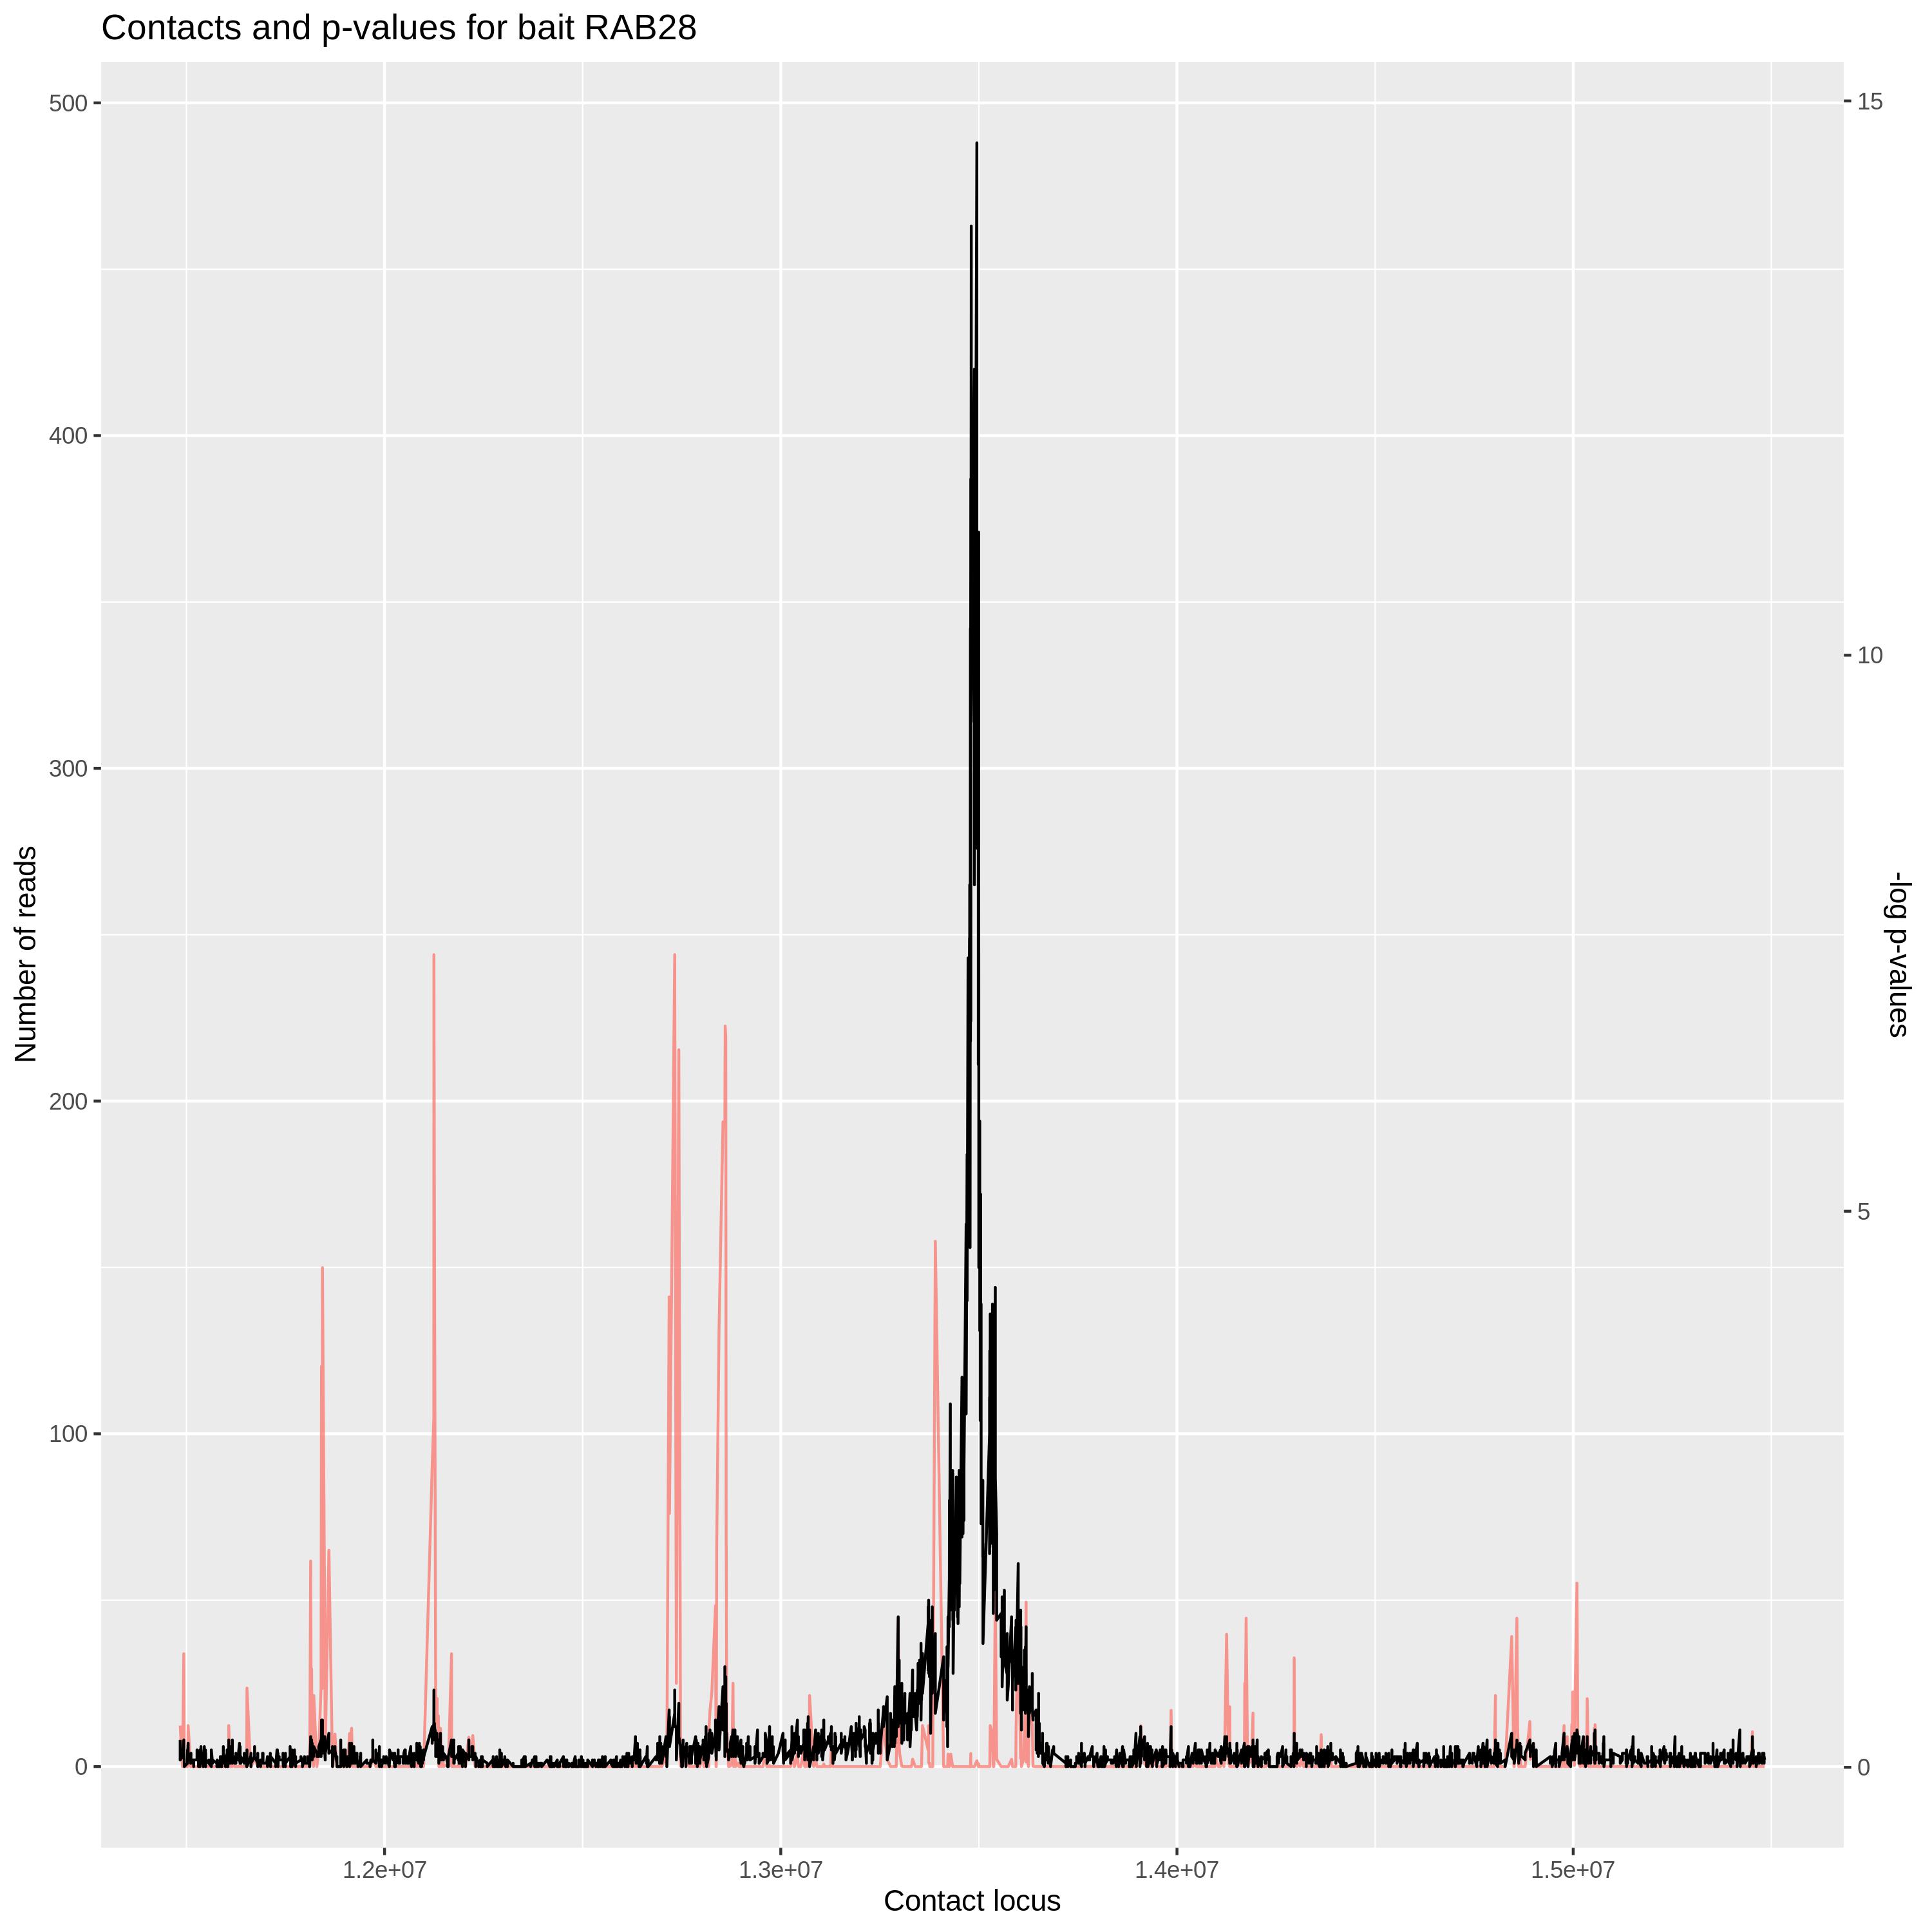 Contacts and p-values for bait RAB28
500
400
300
200
100
0
15
10
5
0
Number of reads
-log p-values
1.2e+07
1.3e+07
1.4e+07
1.5e+07
Contact locus